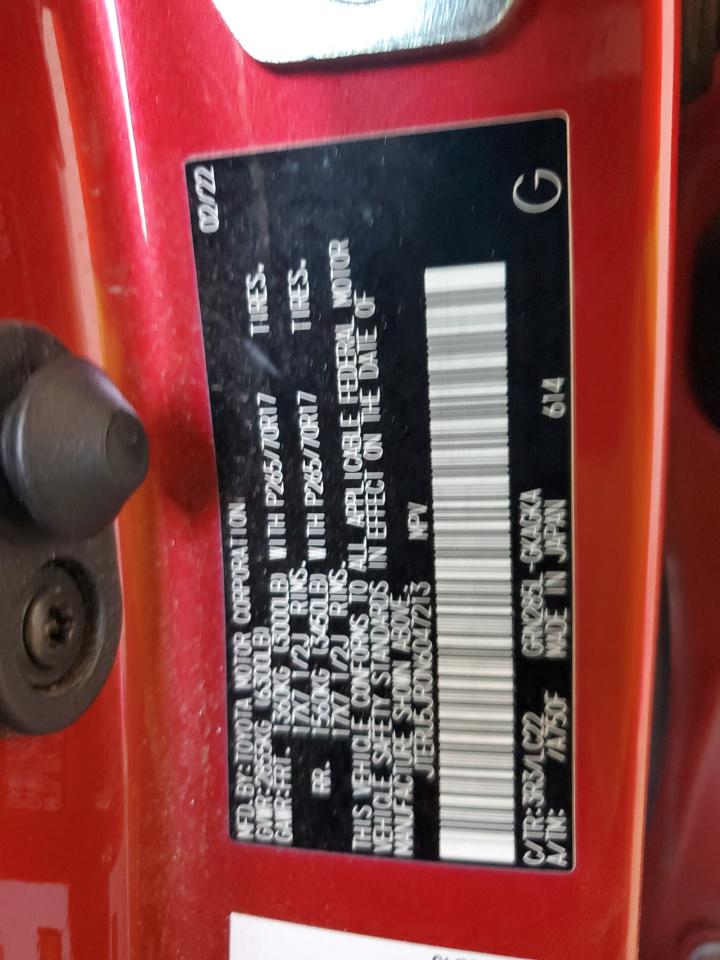 MFD. BY: TOYOTA MOTOR CORPORATION 02/22
GVWR: 2855KG (6300LB)
GAWR: FRT. 1360KG (3000LB) WITH P265/70R17 TIRES.
17X7 1/2J RIMS.
RR. 1560KG (3450LB) WITH P265/70R17 TIRES.
17X7 1/2J RIMS.
THIS VEHICLE CONFORMS TO ALL APPLICABLE FEDERAL MOTOR
VEHICLE SAFETY STANDARDS IN EFFECT ON THE DATE OF
MANUFACTURE SHOWN ABOVE.
JTERU5JR0N6047213 MPV
C/TR: 3R3/LC22 GRN285L-GKAGKA 614
A/TM: /A750F MADE IN JAPAN G